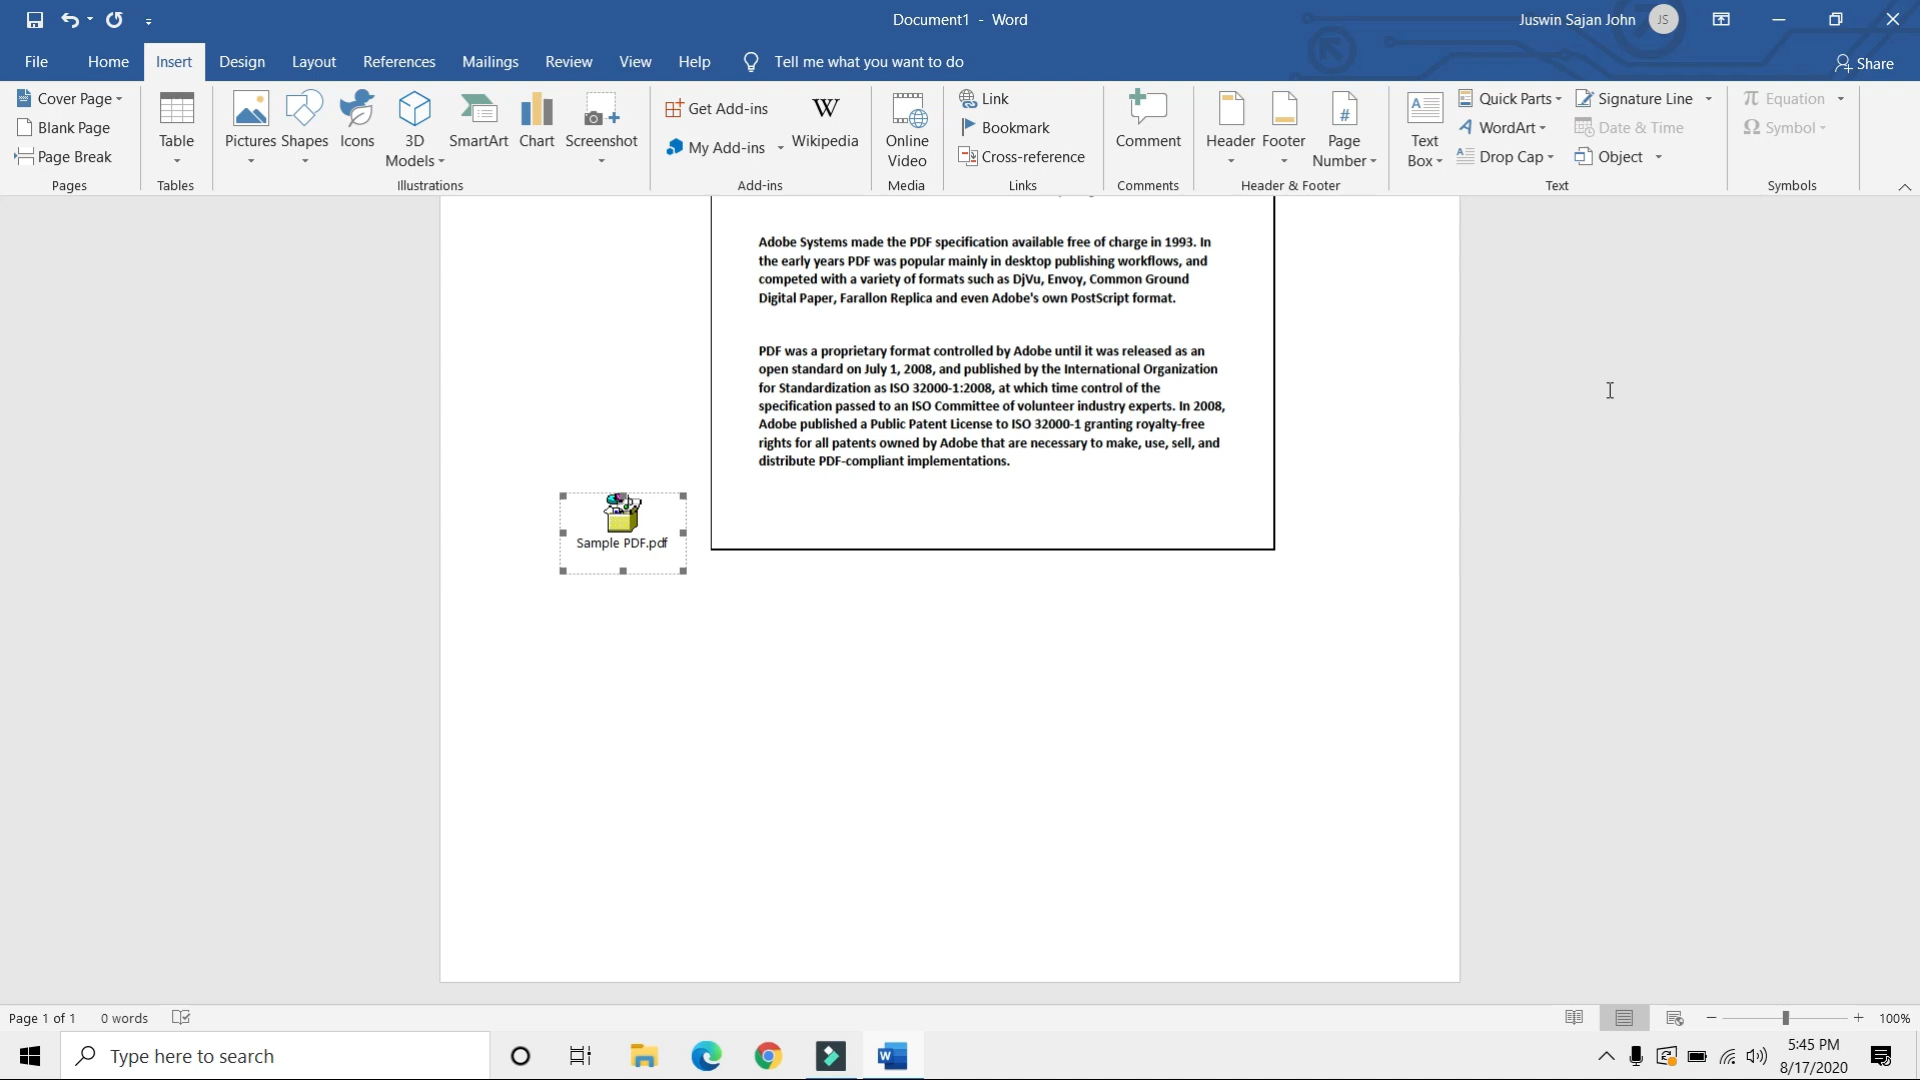 Document1 - Word
Juswin Sajan John
JS
File
Home
Insert
Design
Layout
References
Mailings
Review
View
Help
Tell me what you want to do
Share
Cover Page
Blank Page
Page Break
Pages
Table
Tables
Pictures
Shapes
Icons
3D
Models
SmartArt
Chart
Screenshot
Illustrations
Get Add-ins
My Add-ins
W
Wikipedia
Add-ins
Online
Video
Media
Link
Bookmark
Cross-reference
Links
Comment
Comments
Header
Footer
Page
Number
Header & Footer
Text
Box
Quick Parts
WordArt
Drop Cap
Signature Line
Date & Time
Object
Text
Equation
Symbol
Symbols
Adobe Systems made the PDF specification available free of charge in 1993. In
the early years PDF was popular mainly in desktop publishing workflows, and
competed with a variety of formats such as DjVu, Envoy, Common Ground
Digital Paper, Farallon Replica and even Adobe's own PostScript format.
PDF was a proprietary format controlled by Adobe until it was released as an
open standard on July 1, 2008, and published by the International Organization
for Standardization as ISO 32000-1:2008, at which time control of the
specification passed to an ISO Committee of volunteer industry experts. In 2008,
Adobe published a Public Patent License to ISO 32000-1 granting royalty-free
rights for all patents owned by Adobe that are necessary to make, use, sell, and
distribute PDF-compliant implementations.
Sample PDF.pdf
Page 1 of 1
0 words
100%
Type here to search
5:45 PM
8/17/2020